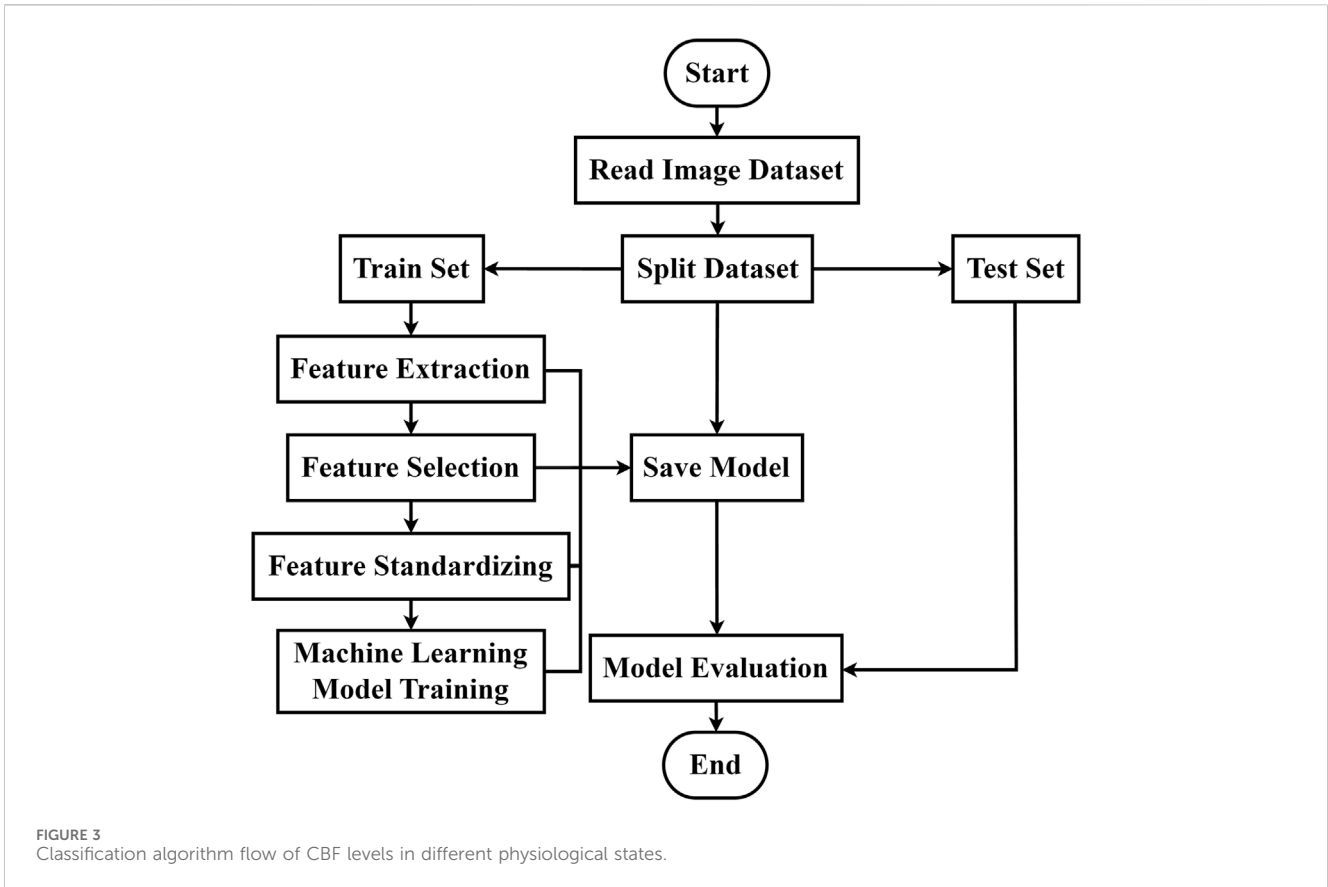 Start
Read Image Dataset
Train Set
Split Dataset
Test Set
Feature Extraction
Feature Selection
Save Model
Feature Standardizing
Machine Learning
Model Training
Model Evaluation
End
FIGURE 3
Classification algorithm flow of CBF levels in different physiological states.